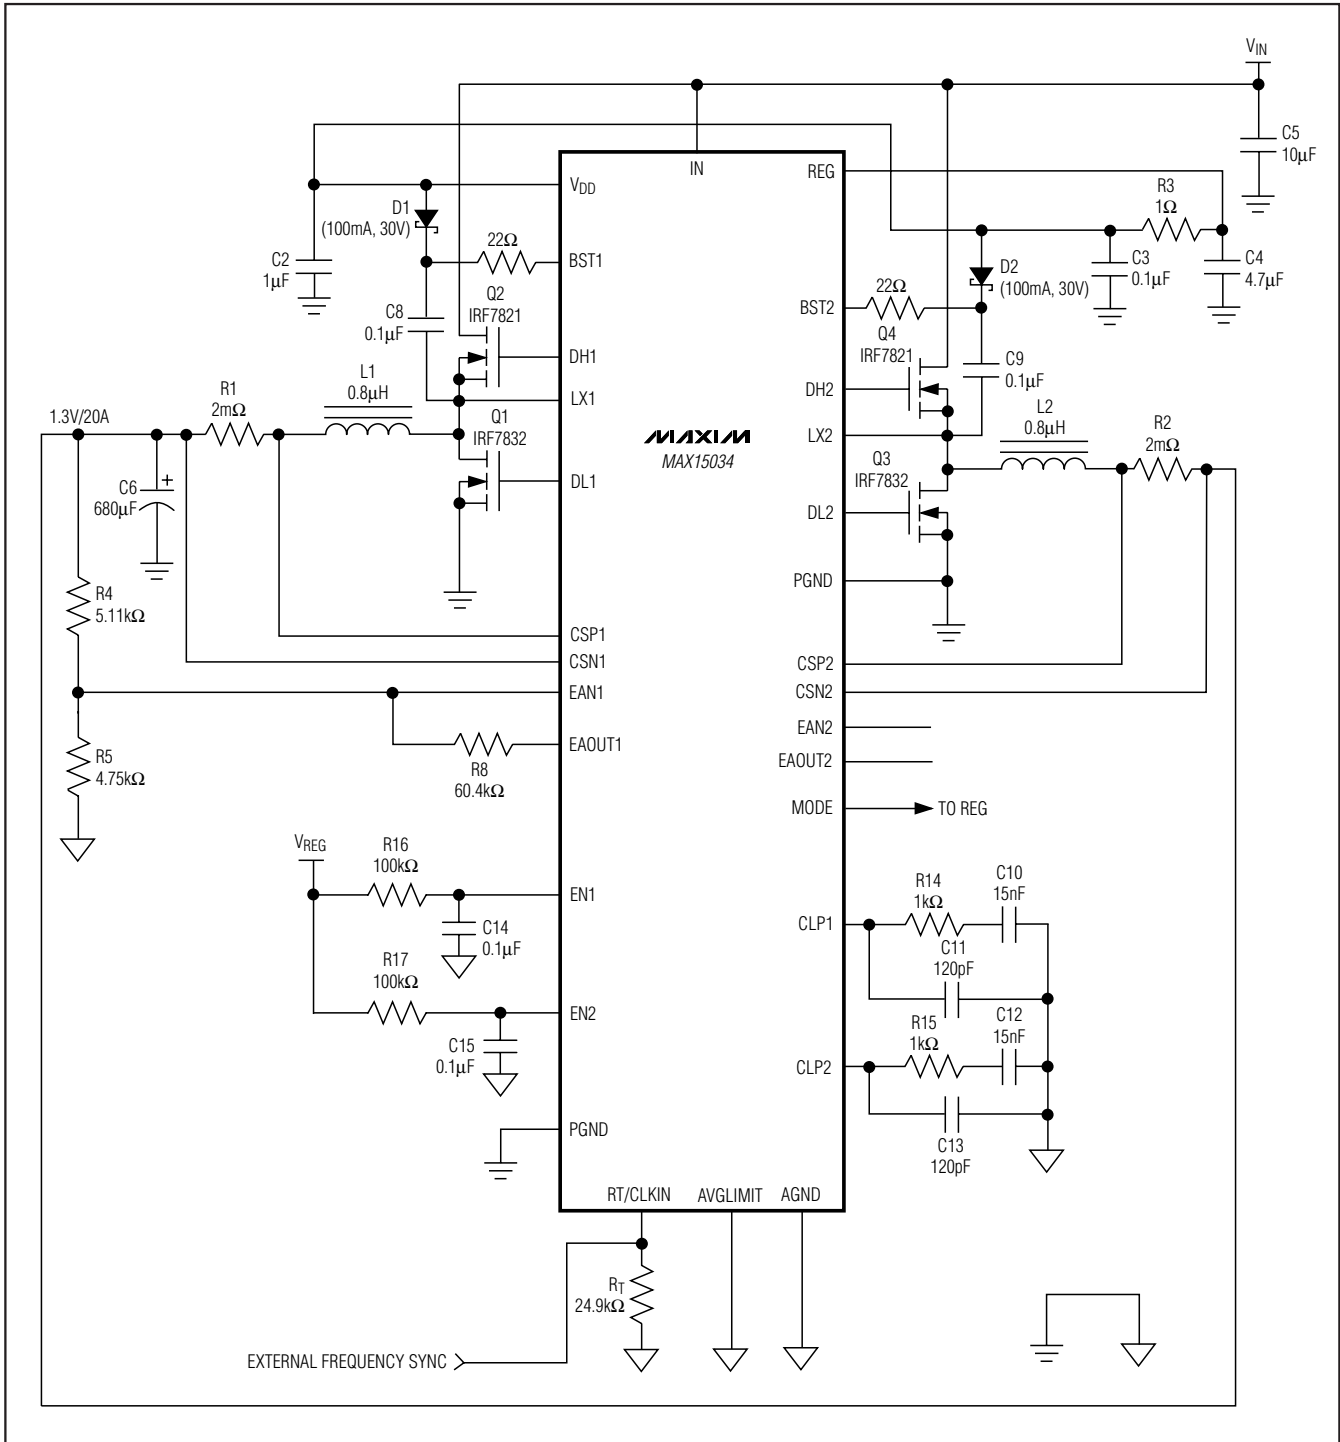 VIN
C5
10µF
IN
REG
VDD
R3
1Ω
D1
(100mA, 30V)
22Ω
BST1
C2
1µF
C3
0.1µF
C4
4.7µF
D2
(100mA, 30V)
22Ω
BST2
Q2
IRF7821
C8
0.1µF
DH1
Q4
IRF7821
C9
0.1µF
DH2
L1
0.8µH
R1
2mΩ
LX1
1.3V/20A
Q1
IRF7832
MAXIM
MAX15034
LX2
L2
0.8µH
R2
2mΩ
Q3
IRF7832
DL1
C6
+
680µF
DL2
PGND
R4
5.11kΩ
CSP1
CSN1
CSP2
CSN2
EAN1
EAN2
EAOUT1
EAOUT2
R5
4.75kΩ
R8
60.4kΩ
MODE
TO REG
VREG
R16
100kΩ
EN1
C14
0.1µF
R14
1kΩ
C10
15nF
CLP1
C11
120pF
R17
100kΩ
EN2
C15
0.1µF
R15
1kΩ
C12
15nF
CLP2
C13
120pF
PGND
RT/CLKIN
AVGLIMIT
AGND
RT
24.9kΩ
EXTERNAL FREQUENCY SYNC